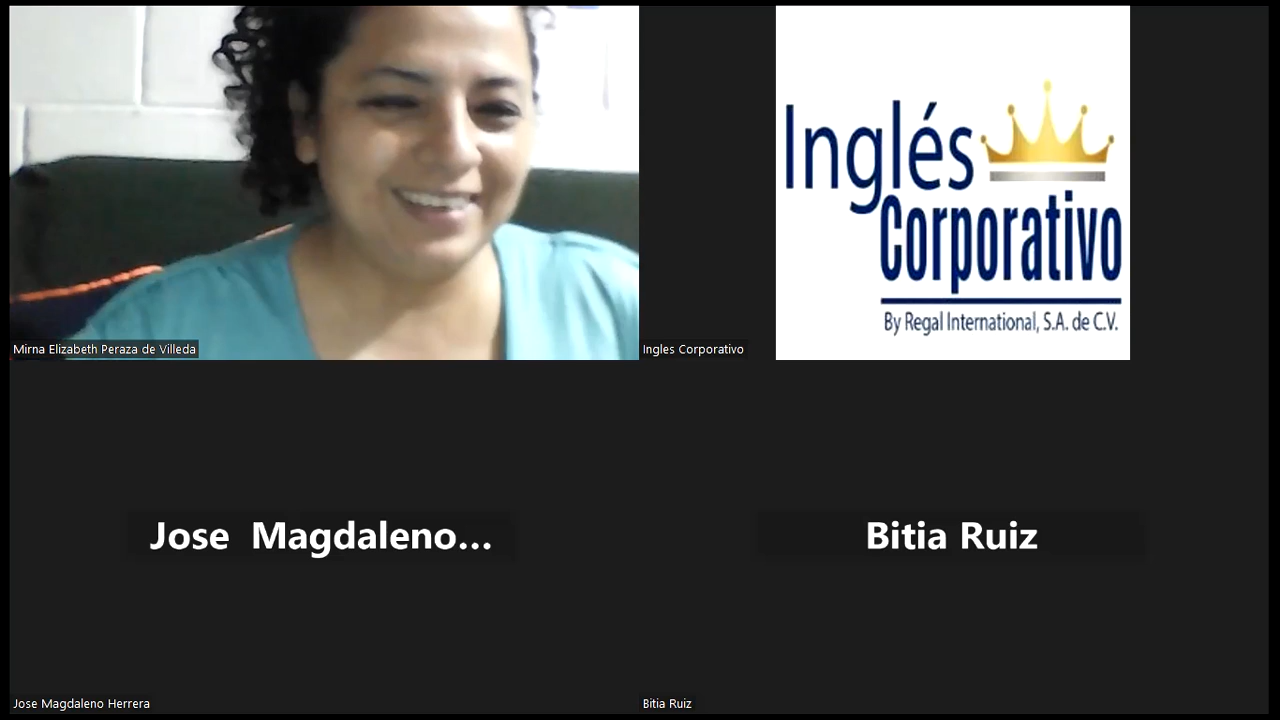 Inglés
Corporativo
By Regal International, S.A. de C.V.
Mirna Elizabeth Peraza de Villeda
Ingles Corporativo
Jose Magdaleno...
Bitia Ruiz
Jose Magdaleno Herrera
Bitia Ruiz